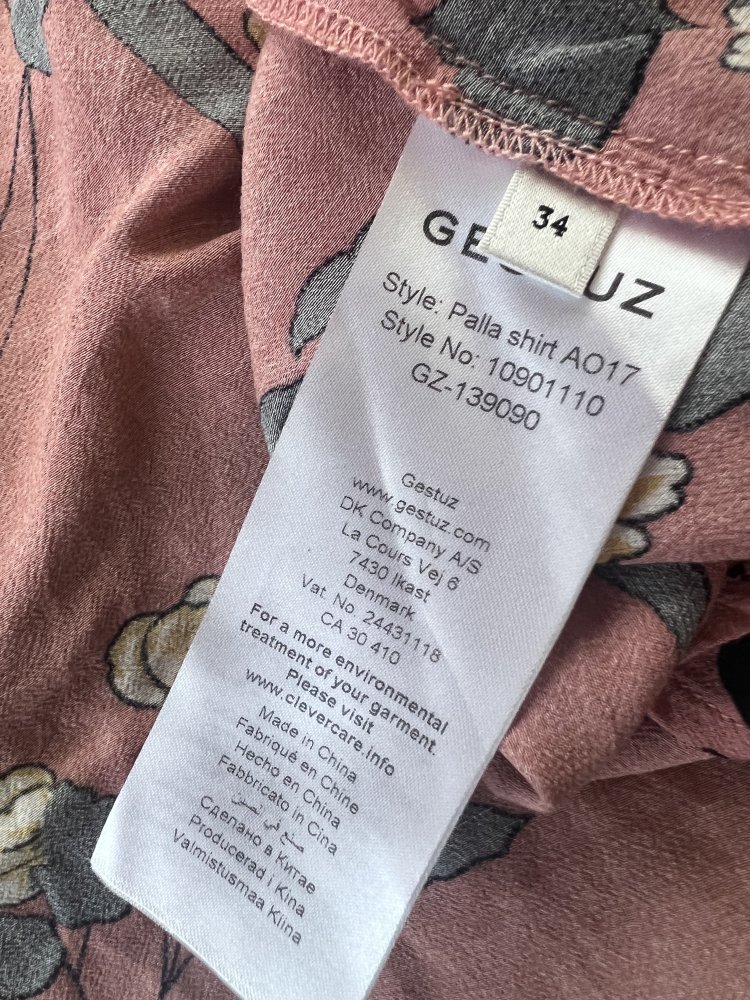 34
GESTUZ
Style: Palla shirt AO17
Style No: 10901110
GZ-139090
Gestuz
www.gestuz.com
DK Company A/S
La Cours Vej 6
7430 Ikast
Denmark
Vat. No. 24431118
CA 30 410
For a more environmental
treatment of your garment.
Please visit
www.clevercare.info
Made in China
Fabriqué en Chine
Hecho en China
Fabbricato in Cina
صنع في الصين
Сделано в Китае
Producerad i Kina
Valmistusmaa Kiina